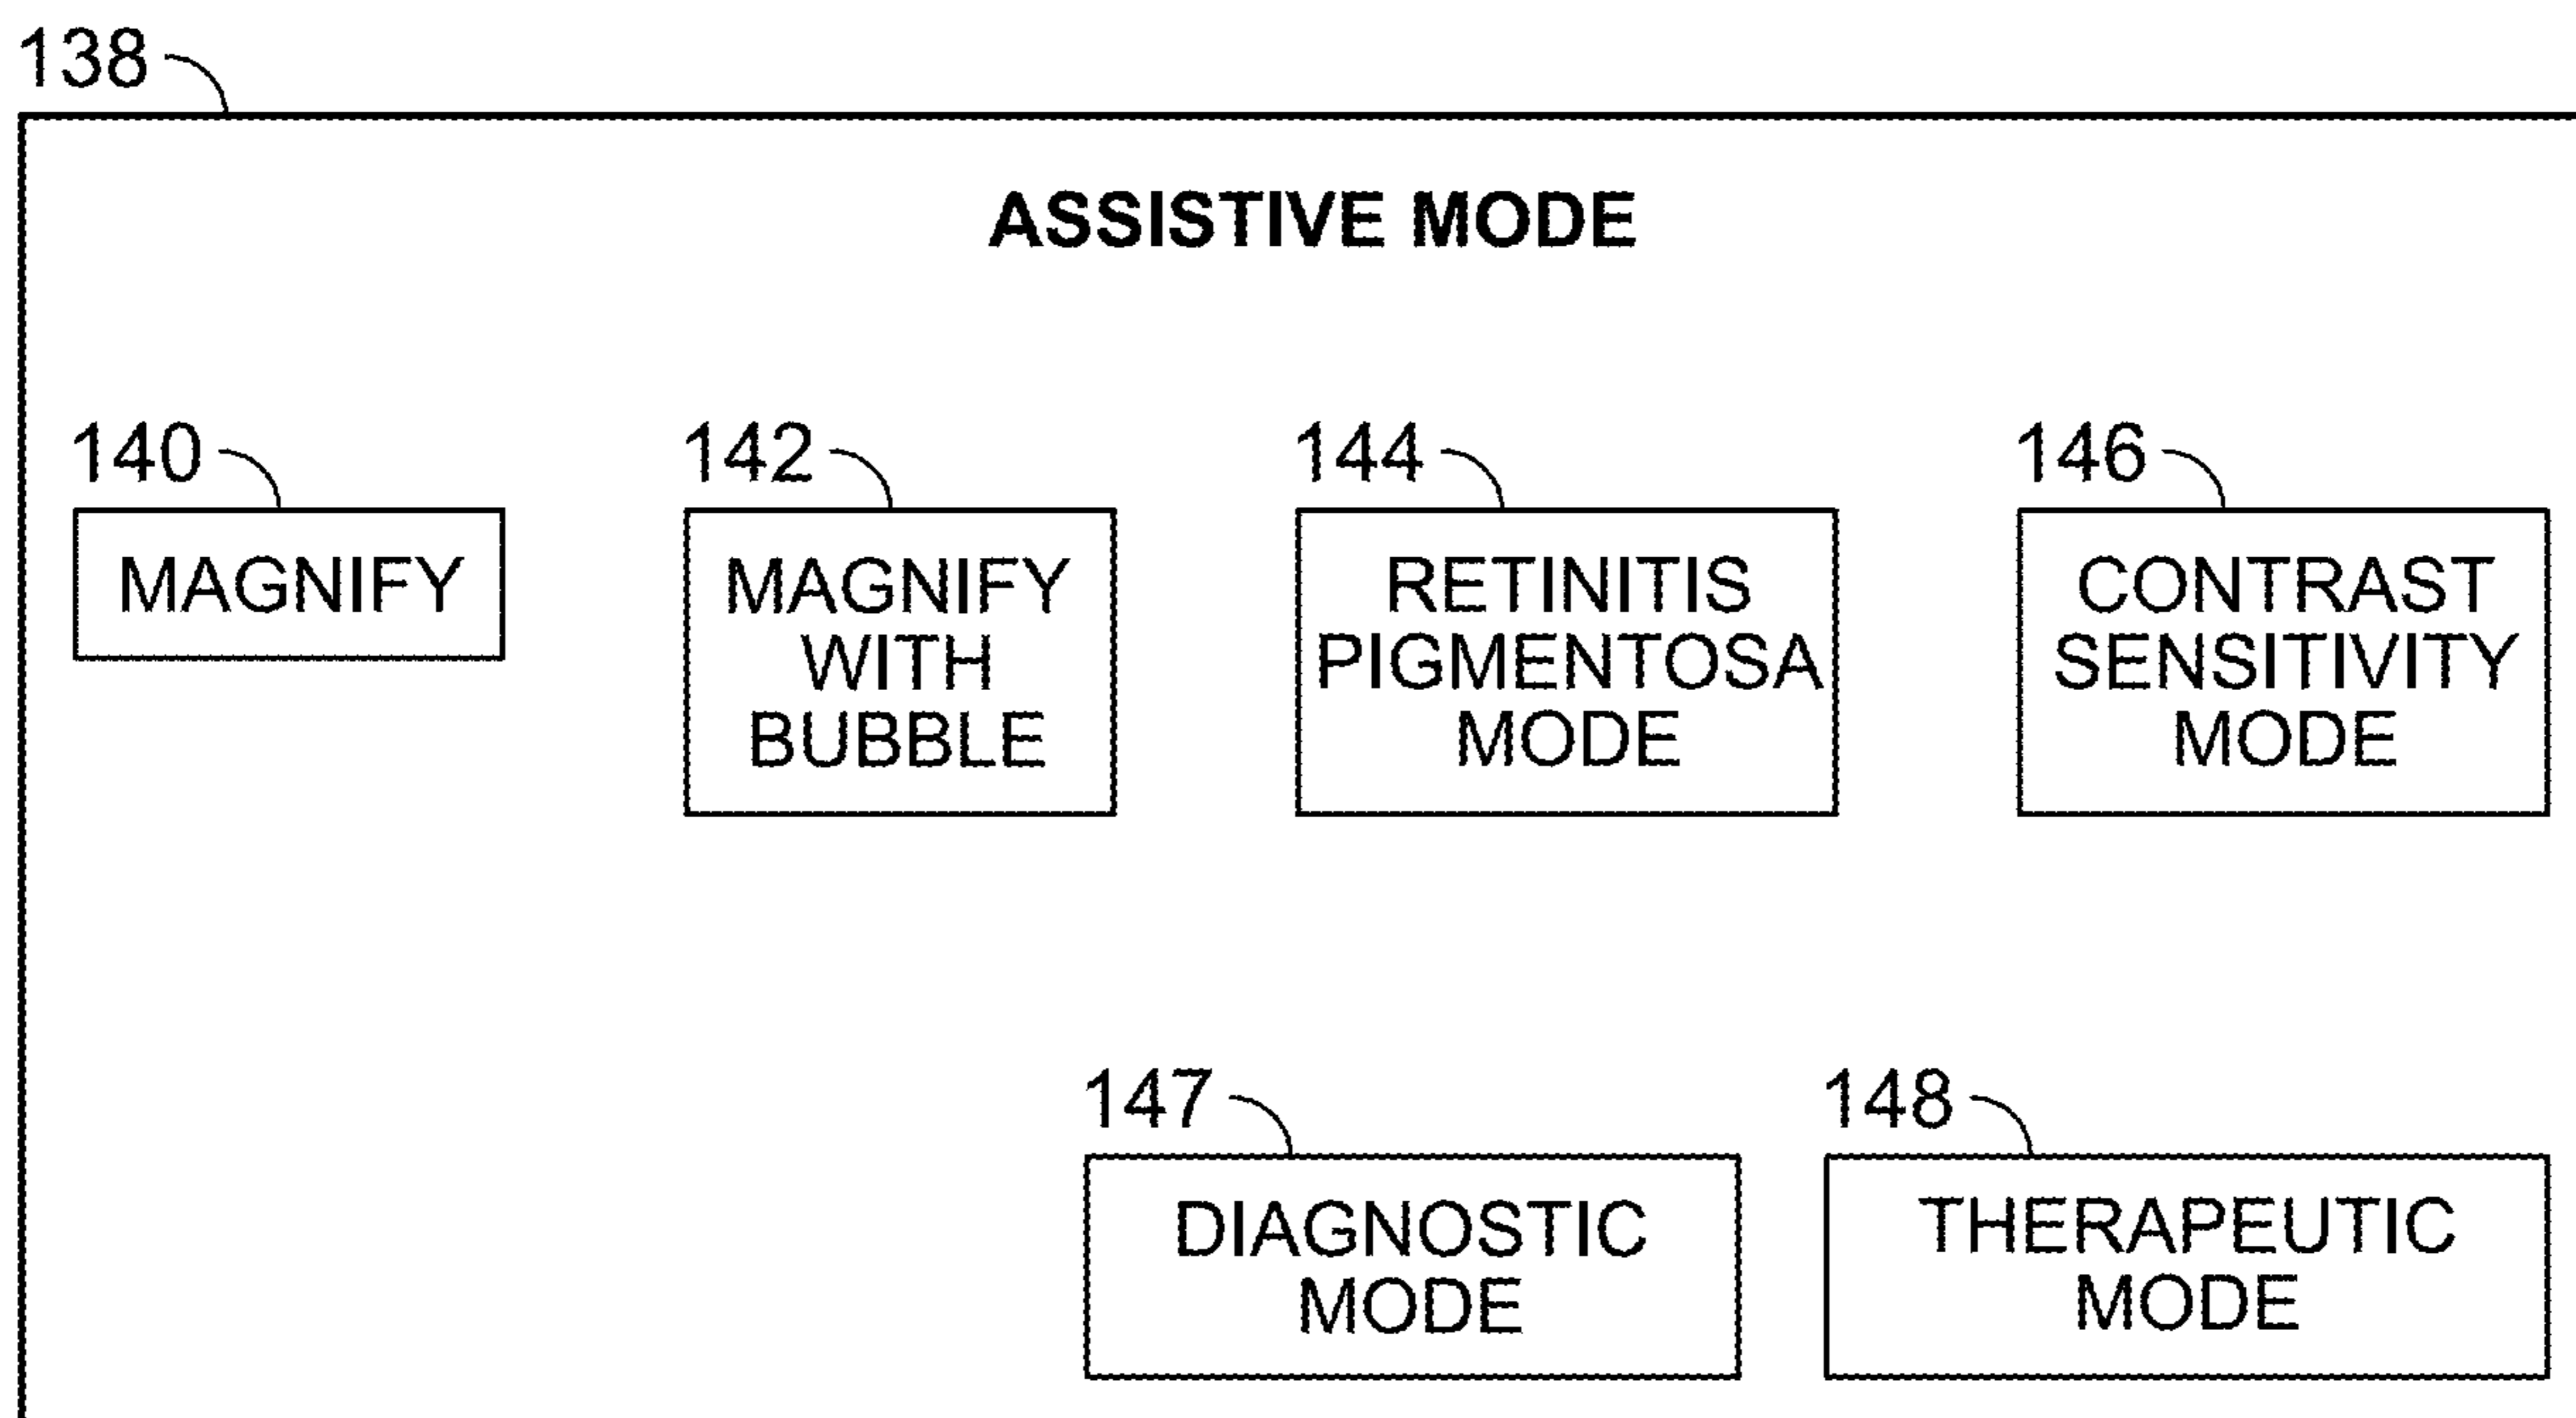 138
ASSISTIVE MODE
140
MAGNIFY
142
MAGNIFY
WITH
BUBBLE
144
RETINITIS
PIGMENTOSA
MODE
146
CONTRAST
SENSITIVITY
MODE
147
DIAGNOSTIC
MODE
148
THERAPEUTIC
MODE